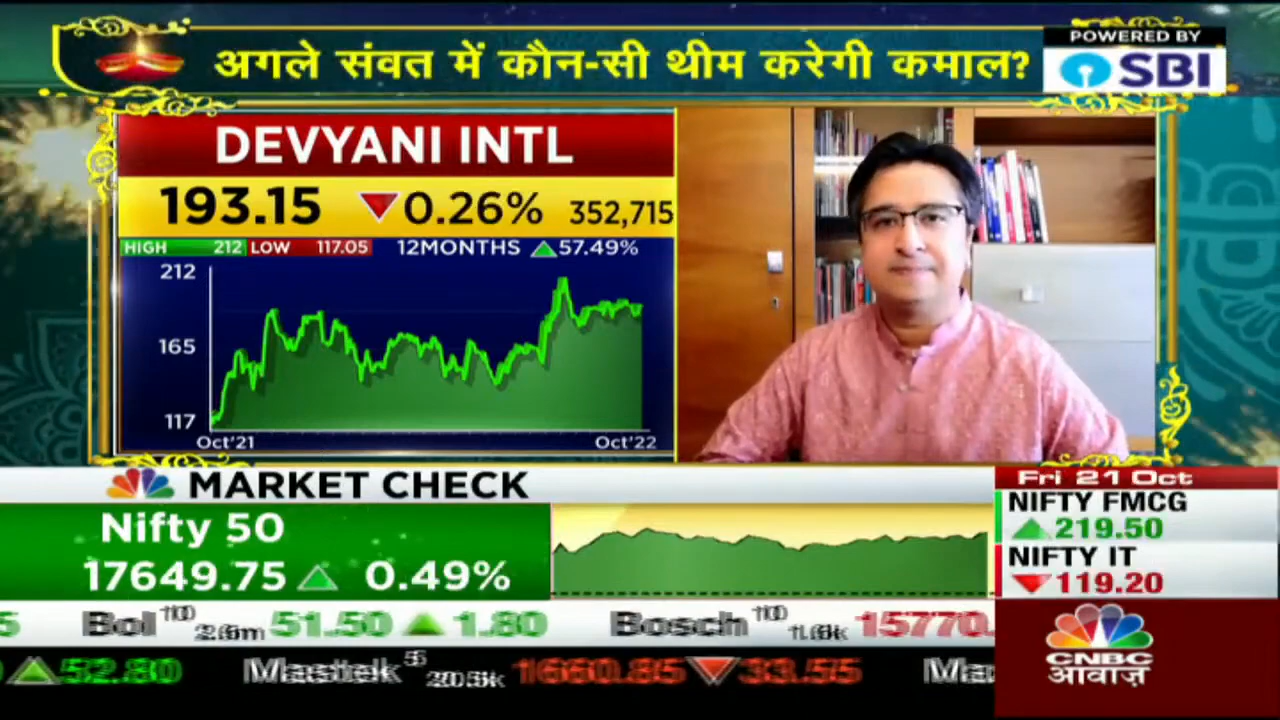 अगले संवत में कौन-सी थीम करेगी कमाल?
POWERED BY
SBI
DEVYANI INTL
193.15 ▼0.26% 352,715
HIGH 212 LOW 117.05 12MONTHS ▲57.49%
212
165
117
Oct'21 Oct'22
MARKET CHECK
Nifty 50
17649.75 ▲ 0.49%
Fri 21 Oct
NIFTY FMCG
▲219.50
NIFTY IT
▼119.20
BoI 51.50 ▲ 1.80 Bosch 15770.
▲52.80 Mastek 1660.85 ▼33.55 Ma
CNBC
आवाज़